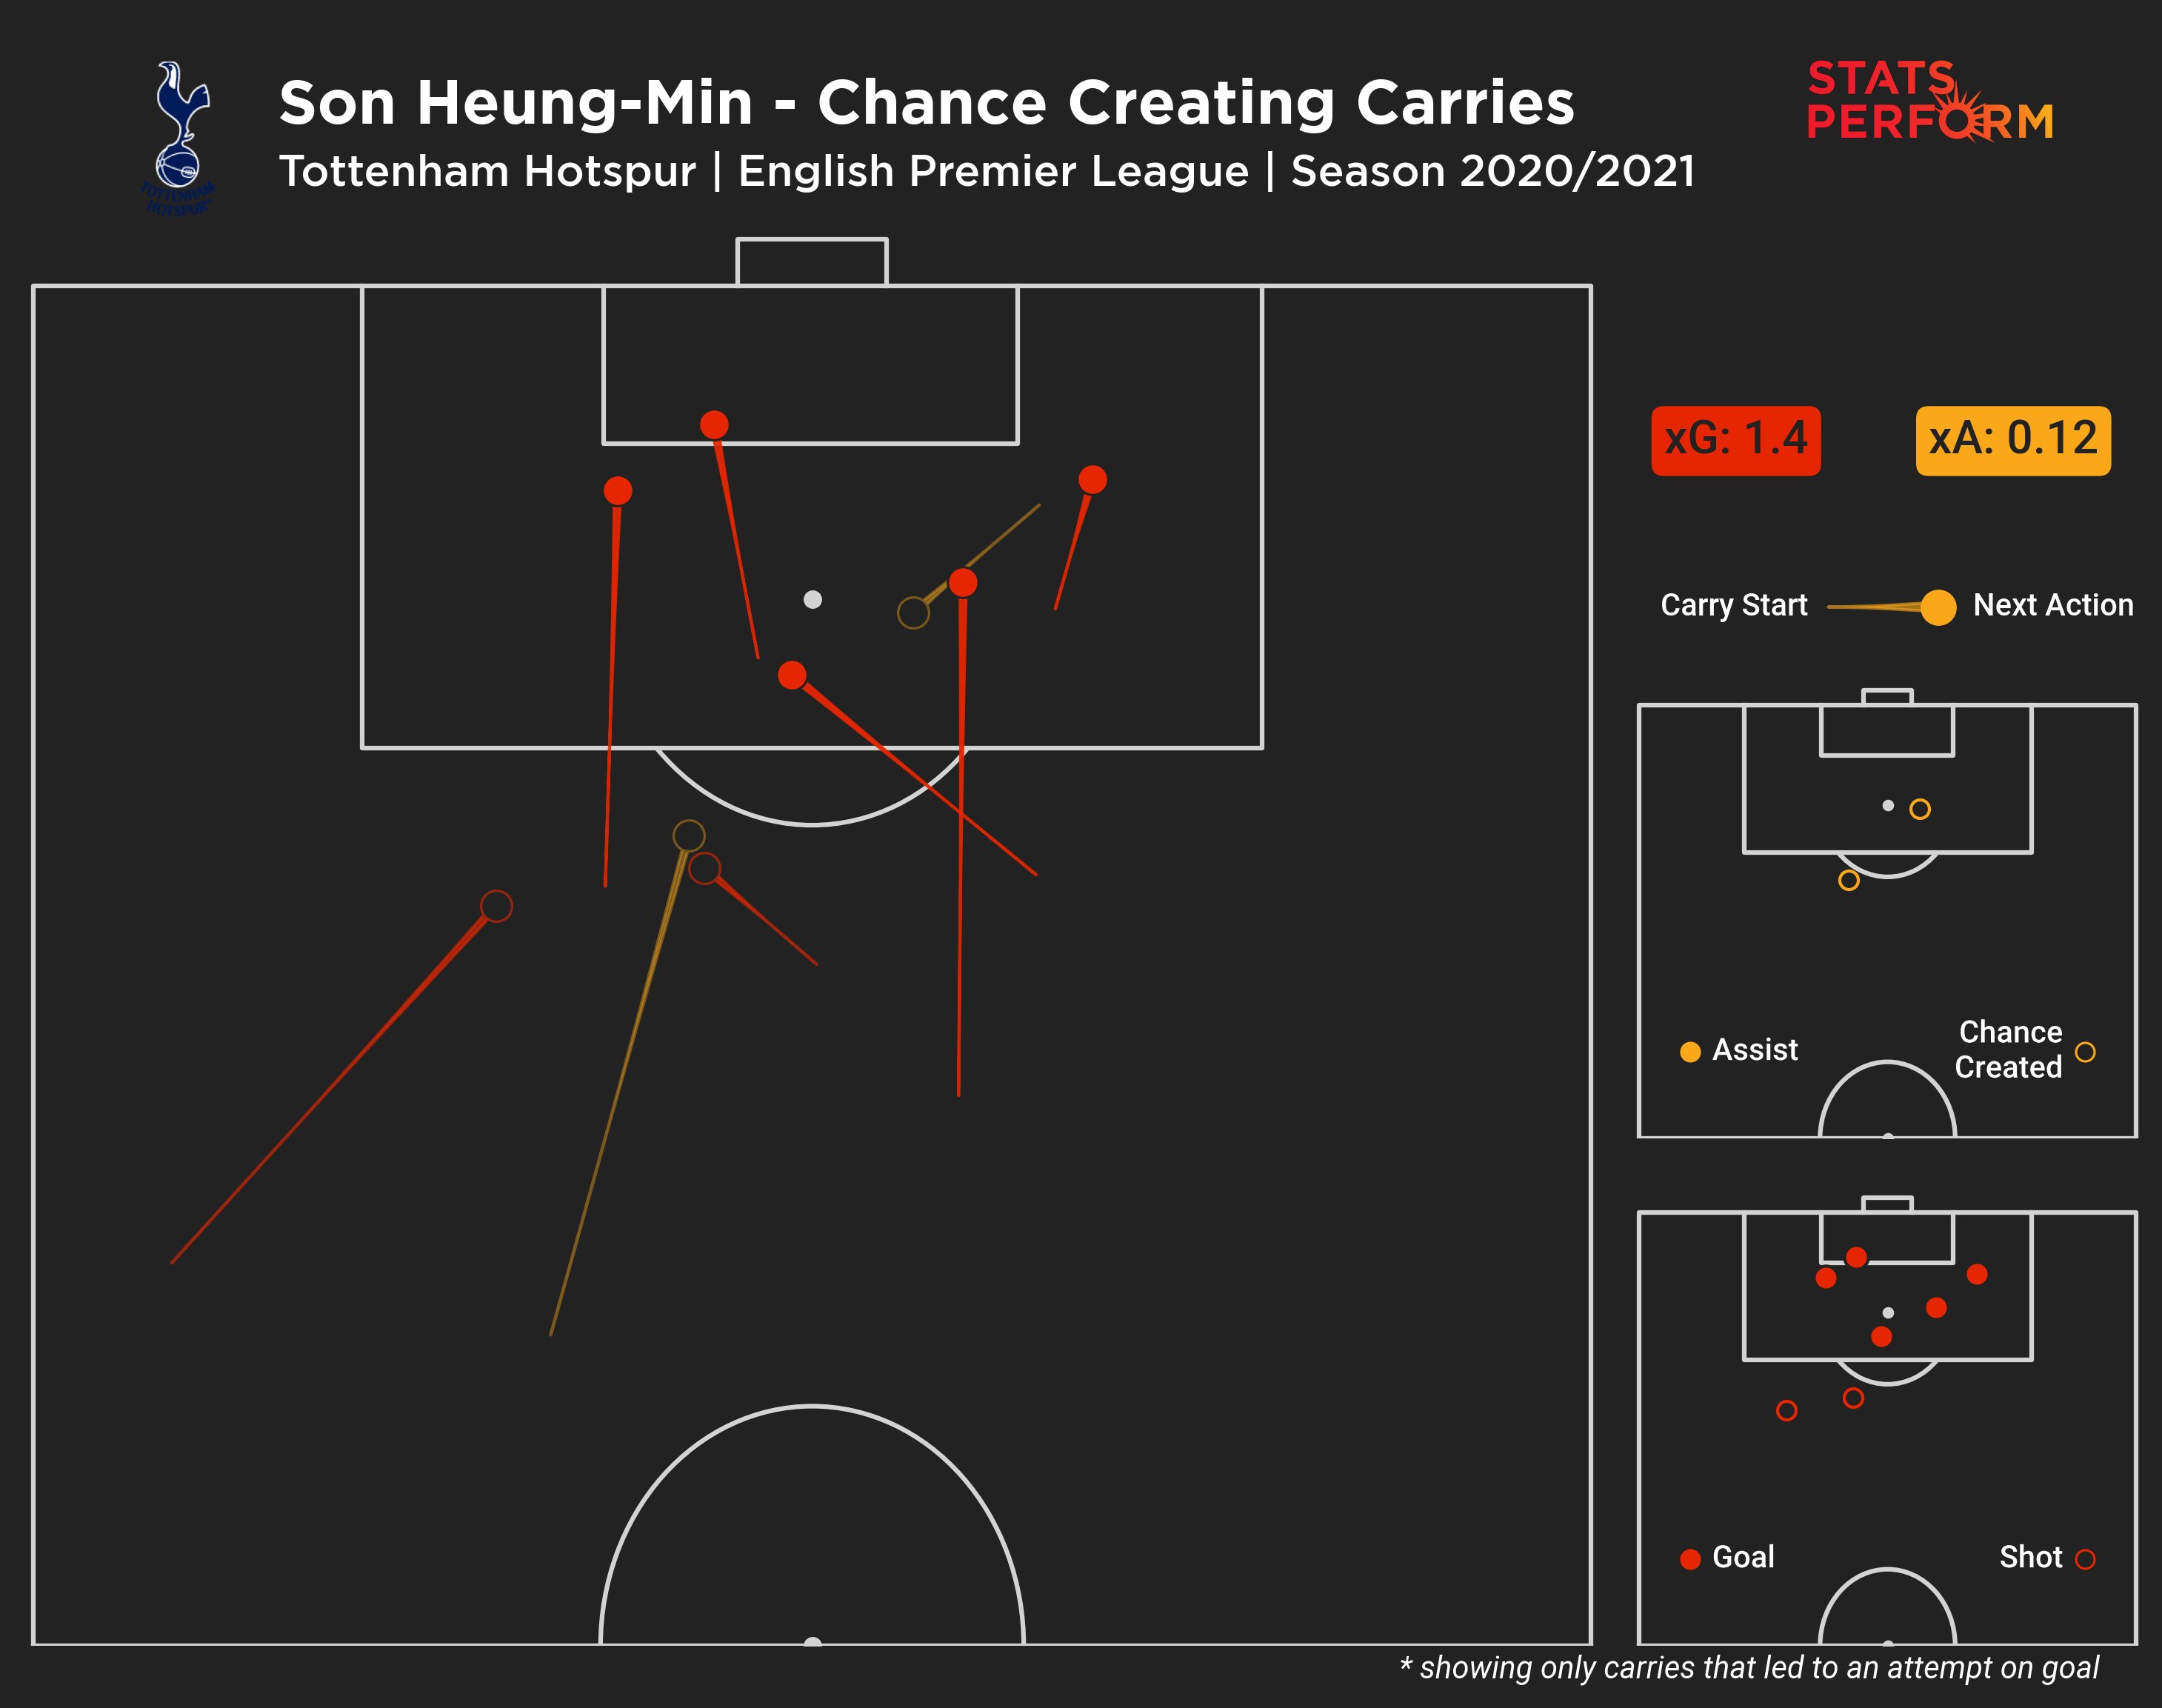 Son Heung-Min - Chance Creating Carries
Tottenham Hotspur | English Premier League | Season 2020/2021
TOTTENHAM
HOTSPUR
STATS
PERFORM
xG: 1.4
xA: 0.12
Carry Start
Next Action
Assist
Chance
Created
Goal
Shot
* showing only carries that led to an attempt on goal